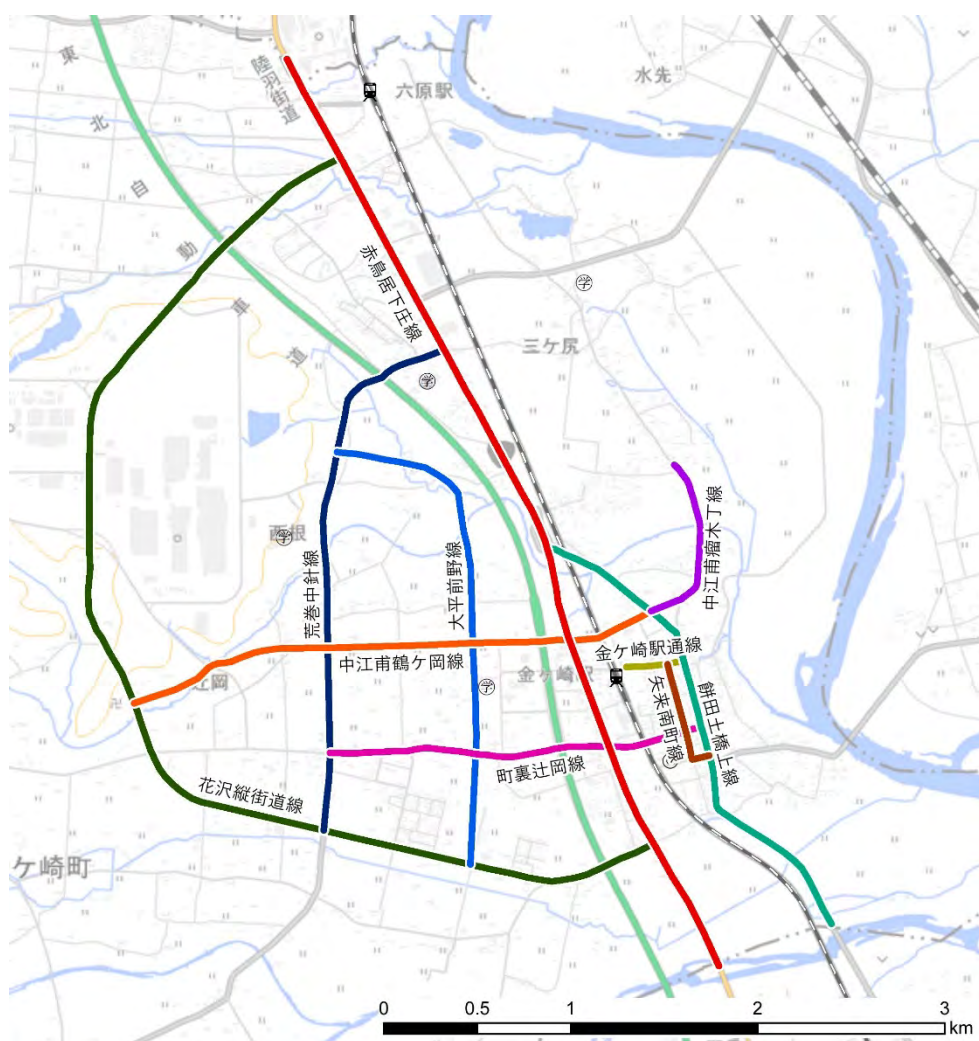 陸羽街道
六原駅
水先
東北自動車道
赤鳥居下庄線
三ケ尻
中江甫瘤木丁線
西根
荒巻中針線
大平前野線
中江甫鶴ケ岡線
金ケ崎駅通線
金ケ崎駅
辻岡
矢来南町線
餅田土橋上線
町裏辻岡線
花沢縦街道線
ケ崎町
0 0.5 1 2 3
km